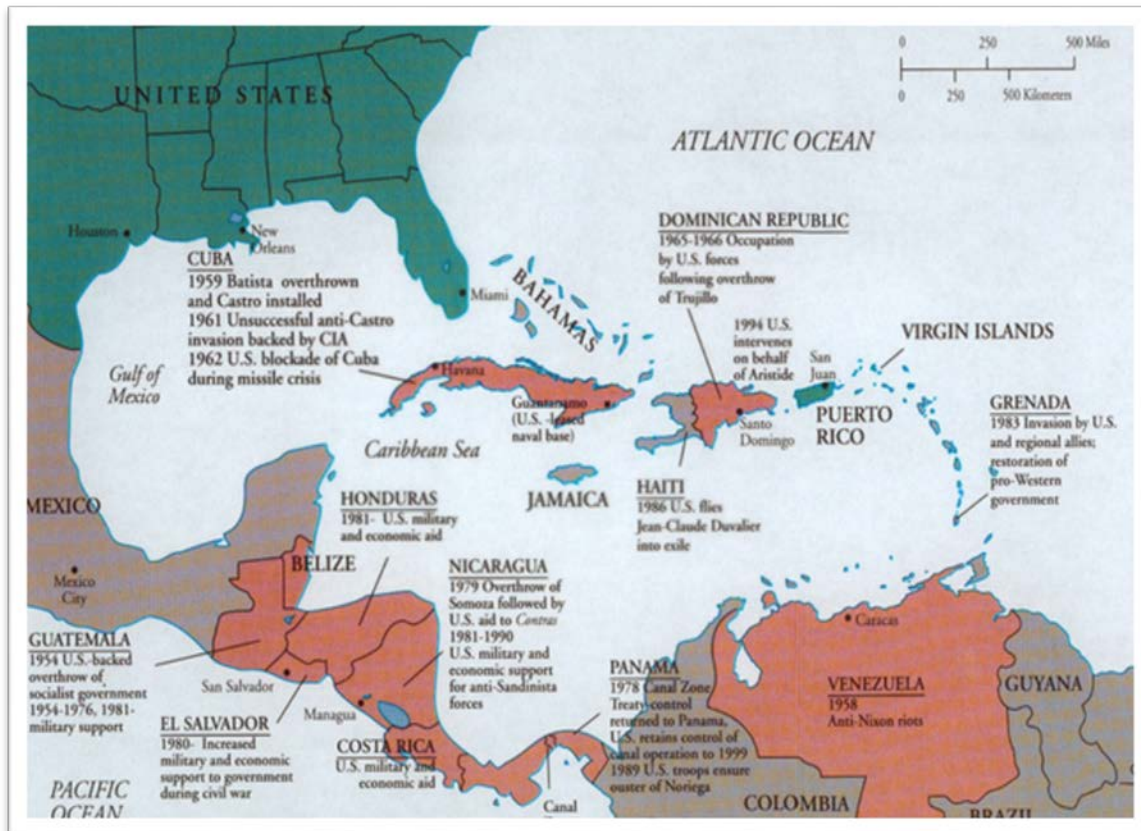 0 250 500 Miles
0 250 500 Kilometers
UNITED STATES
ATLANTIC OCEAN
Houston
New
Orleans
Miami
BAHAMAS
CUBA
1959 Batista overthrown
and Castro installed
1961 Unsuccessful anti-Castro
invasion backed by CIA
1962 U.S. blockade of Cuba
during missile crisis
DOMINICAN REPUBLIC
1965-1966 Occupation
by U.S. forces
following overthrow
of Trujillo
1994 U.S.
intervenes
on behalf
of Aristide
San
Juan
VIRGIN ISLANDS
Gulf of
Mexico
Havana
Guantanamo
(U.S. -leased
naval base)
Santo
Domingo
PUERTO
RICO
GRENADA
1983 Invasion by U.S.
and regional allies;
restoration of
pro-Western
government
Caribbean Sea
JAMAICA
HAITI
1986 U.S. flies
Jean-Claude Duvalier
into exile
MEXICO
Mexico
City
HONDURAS
1981- U.S. military
and economic aid
BELIZE
NICARAGUA
1979 Overthrow of
Somoza followed by
U.S. aid to Contras
1981-1990
U.S. military and
economic support
for anti-Sandinista
forces
GUATEMALA
1954 U.S.-backed
overthrow of
socialist government
1954-1976, 1981-
military support
San Salvador
Managua
EL SALVADOR
1980- Increased
military and economic
support to government
during civil war
COSTA RICA
U.S. military and
economic aid
PANAMA
1978 Canal Zone
Treaty-control
returned to Panama,
U.S. retains control of
canal operation to 1999
1989 U.S. troops ensure
ouster of Noriega
Canal
Caracas
VENEZUELA
1958
Anti-Nixon riots
GUYANA
COLOMBIA
BRAZIL
PACIFIC
OCEAN